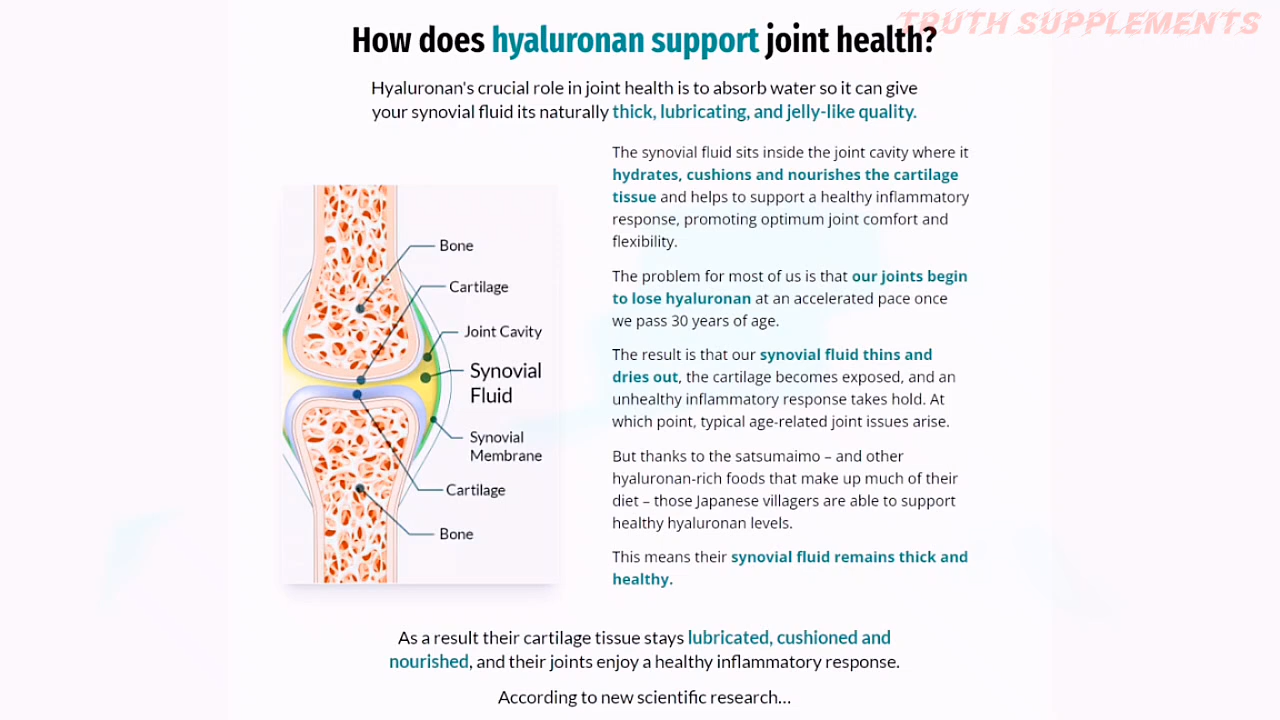 TRUTH SUPPLEMENTS
How does hyaluronan support joint health?
Hyaluronan's crucial role in joint health is to absorb water so it can give
your synovial fluid its naturally thick, lubricating, and jelly-like quality.
Bone
Cartilage
Joint Cavity
Synovial
Fluid
Synovial
Membrane
Cartilage
Bone
The synovial fluid sits inside the joint cavity where it
hydrates, cushions and nourishes the cartilage
tissue and helps to support a healthy inflammatory
response, promoting optimum joint comfort and
flexibility.
The problem for most of us is that our joints begin
to lose hyaluronan at an accelerated pace once
we pass 30 years of age.
The result is that our synovial fluid thins and
dries out, the cartilage becomes exposed, and an
unhealthy inflammatory response takes hold. At
which point, typical age-related joint issues arise.
But thanks to the satsumaimo – and other
hyaluronan-rich foods that make up much of their
diet – those Japanese villagers are able to support
healthy hyaluronan levels.
This means their synovial fluid remains thick and
healthy.
As a result their cartilage tissue stays lubricated, cushioned and
nourished, and their joints enjoy a healthy inflammatory response.
According to new scientific research...